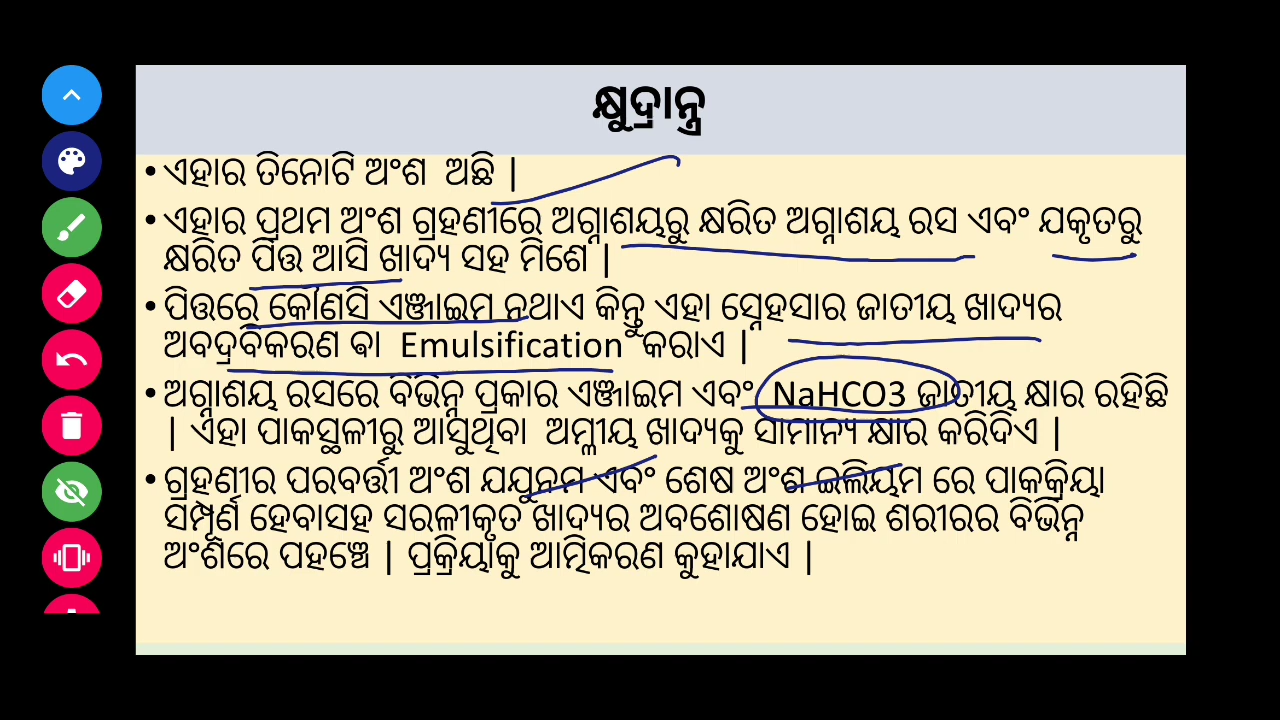 କ୍ଷୁଦ୍ରାନ୍ତ୍ର
• ଏହାର ତିନୋଟି ଅଂଶ ଅଛି |
• ଏହାର ପ୍ରଥମ ଅଂଶ ଗ୍ରହଣୀରେ ଅଗ୍ନାଶୟରୁ କ୍ଷରିତ ଅଗ୍ନାଶୟ ରସ ଏବଂ ଯକୃତରୁ
କ୍ଷରିତ ପିତ୍ତ ଆସି ଖାଦ୍ୟ ସହ ମିଶେ |
• ପିତ୍ତରେ କୌଣସି ଏଞ୍ଜାଇମ ନଥାଏ କିନ୍ତୁ ଏହା ସ୍ନେହସାର ଜାତୀୟ ଖାଦ୍ୟର
ଅବଦ୍ରବିକରଣ ଵା Emulsification କରାଏ |
• ଅଗ୍ନାଶୟ ରସରେ ବିଭିନ୍ନ ପ୍ରକାର ଏଞ୍ଜାଇମ ଏବଂ NaHCO3 ଜାତୀୟ କ୍ଷାର ରହିଛି
| ଏହା ପାକସ୍ଥଳୀରୁ ଆସୁଥିବା ଅମ୍ଳୀୟ ଖାଦ୍ୟକୁ ସାମାନ୍ୟ କ୍ଷାର କରିଦିଏ |
• ଗ୍ରହଣୀର ପରବର୍ତ୍ତୀ ଅଂଶ ଯଯୁନମ ଏବଂ ଶେଷ ଅଂଶ ଇଲିୟମ ରେ ପାକକ୍ରିୟା
ସମ୍ପୂର୍ଣ ହେବାସହ ସରଳୀକୃତ ଖାଦ୍ୟର ଅବଶୋଷଣ ହୋଇ ଶରୀରର ବିଭିନ୍ନ
ଅଂଶରେ ପହଞ୍ଚେ | ପ୍ରକ୍ରିୟାକୁ ଆତ୍ମିକରଣ କୁହାଯାଏ |